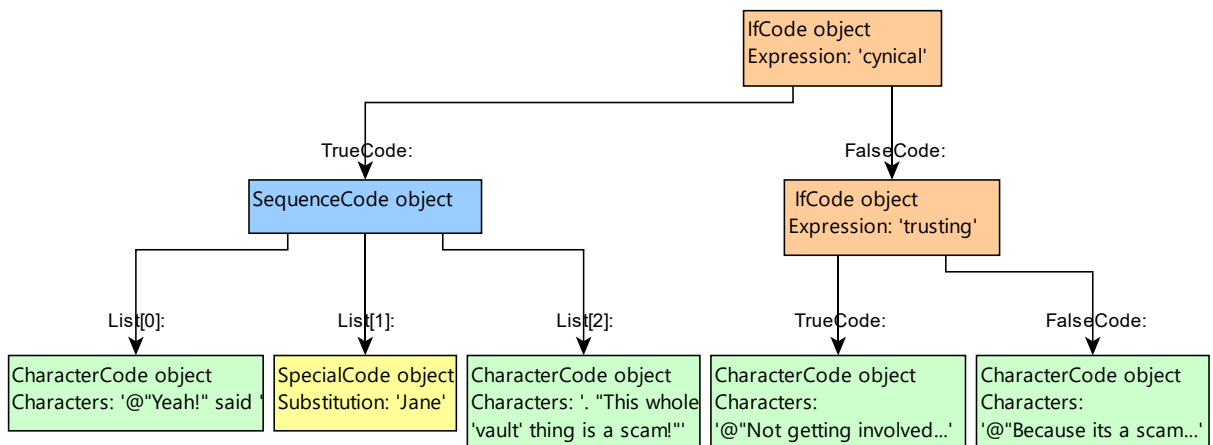 IfCode object
Expression: 'cynical'
TrueCode:
FalseCode:
SequenceCode object
IfCode object
Expression: 'trusting'
List[0]:
List[1]:
List[2]:
TrueCode:
FalseCode:
CharacterCode object
Characters: '@"Yeah!" said '
SpecialCode object
Substitution: 'Jane'
CharacterCode object
Characters: '. "This whole
'vault' thing is a scam!"'
CharacterCode object
Characters:
'@"Not getting involved...'
CharacterCode object
Characters:
'@"Because its a scam...'